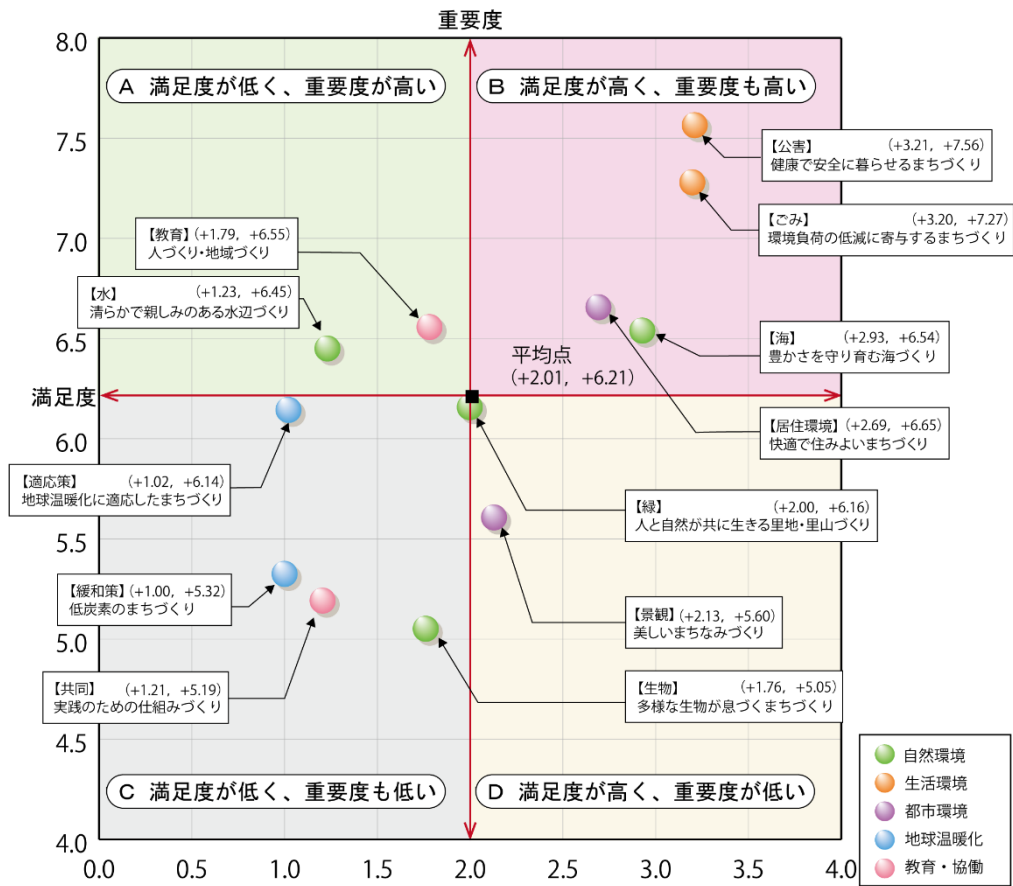 重要度
8.0
7.5
7.0
6.5
6.0
5.5
5.0
4.5
4.0
A 満足度が低く、重要度が高い
B 満足度が高く、重要度も高い
【公害】 (+3.21, +7.56)
健康で安全に暮らせるまちづくり
【ごみ】 (+3.20, +7.27)
環境負荷の低減に寄与するまちづくり
【教育】(+1.79, +6.55)
人づくり・地域づくり
【水】 (+1.23, +6.45)
清らかで親しみのある水辺づくり
【海】 (+2.93, +6.54)
豊かさを守り育む海づくり
平均点
(+2.01, +6.21)
満足度
【居住環境】(+2.69, +6.65)
快適で住みよいまちづくり
【適応策】 (+1.02, +6.14)
地球温暖化に適応したまちづくり
【緑】 (+2.00, +6.16)
人と自然が共に生きる里地・里山づくり
【緩和策】(+1.00, +5.32)
低炭素のまちづくり
【景観】 (+2.13, +5.60)
美しいまちなみづくり
【共同】 (+1.21, +5.19)
実践のための仕組みづくり
【生物】 (+1.76, +5.05)
多様な生物が息づくまちづくり
C 満足度が低く、重要度も低い
D 満足度が高く、重要度が低い
自然環境
生活環境
都市環境
地球温暖化
教育・協働
0.0 0.5 1.0 1.5 2.0 2.5 3.0 3.5 4.0